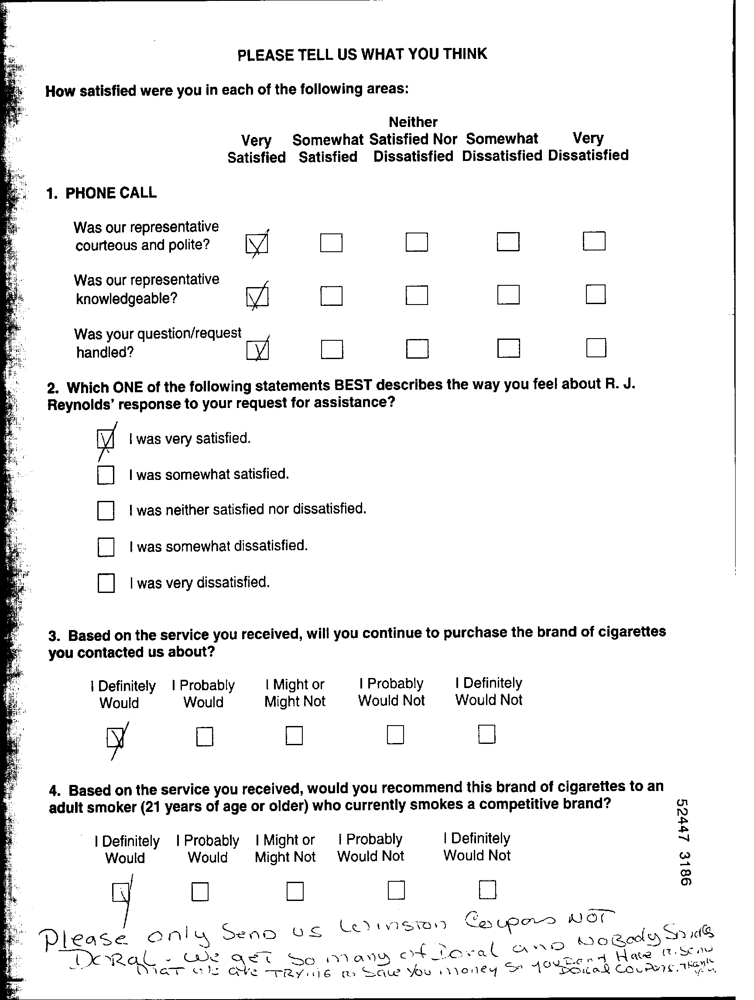 PLEASE TELL US WHAT YOU THINK
How satisfied were you in each of the following areas:
Neither
Very Somewhat Satisfied Nor Somewhat Very
Satisfied Satisfied Dissatisfied Dissatisfied Dissatisfied
1. PHONE CALL
Was our representative
courteous and polite?
Was our representative
knowledgeable?
Was your question/request
handled?
2. Which ONE of the following statements BEST describes the way you feel about R. J.
Reynolds' response to your request for assistance?
I was very satisfied.
I was somewhat satisfied.
I was neither satisfied nor dissatisfied.
I was somewhat dissatisfied.
I was very dissatisfied.
3. Based on the service you received, will you continue to purchase the brand of cigarettes
you contacted us about?
I Definitely I Probably I Might or I Probably I Definitely
Would Would Might Not Would Not Would Not
4. Based on the service you received, would you recommend this brand of cigarettes to an
adult smoker (21 years of age or older) who currently smokes a competitive brand?
I Definitely I Probably I Might or I Probably I Definitely
Would Would Might Not Would Not Would Not
52447 3186
Please only Send us Winston Coupons NOT
DORAL - We get so many of Doral and NoBody Smokes
that we are TRYING to Save You money so you Don't Have to Send
Doral Coupons. Thank
you